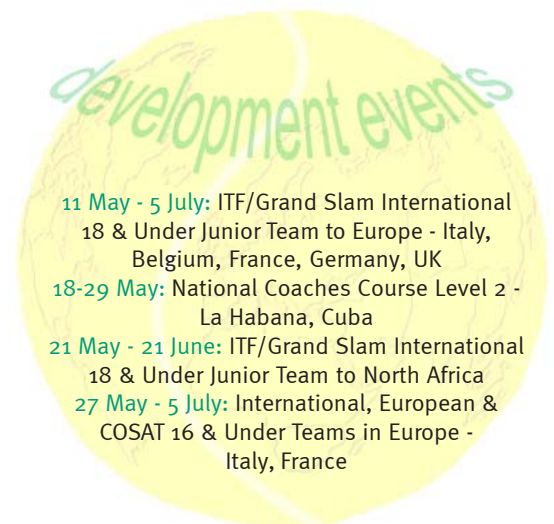 development events
11 May - 5 July: ITF/Grand Slam International
18 & Under Junior Team to Europe - Italy,
Belgium, France, Germany, UK
18-29 May: National Coaches Course Level 2 -
La Habana, Cuba
21 May - 21 June: ITF/Grand Slam International
18 & Under Junior Team to North Africa
27 May - 5 July: International, European &
COSAT 16 & Under Teams in Europe -
Italy, France